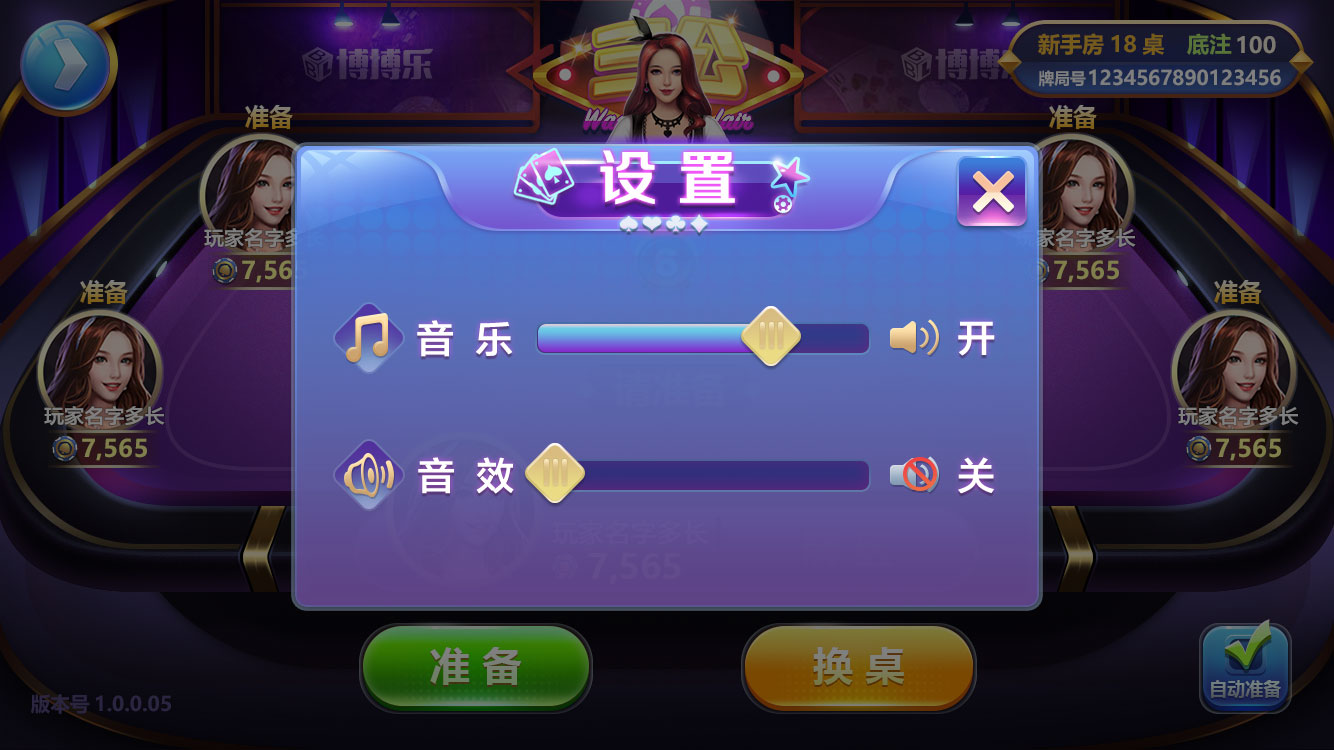 博博乐
三公
博博
新手房 18 桌 底注 100
牌局号1234567890123456
准备
准备
设置
玩家名字多
家名字多长
7,565
7,565
准备
准备
音乐
开
请准备
玩家名字多长
玩家名字多长
7,565
7,565
音效
关
玩家名字多长
7,565
准备
换桌
自动准备
版本号 1.0.0.05